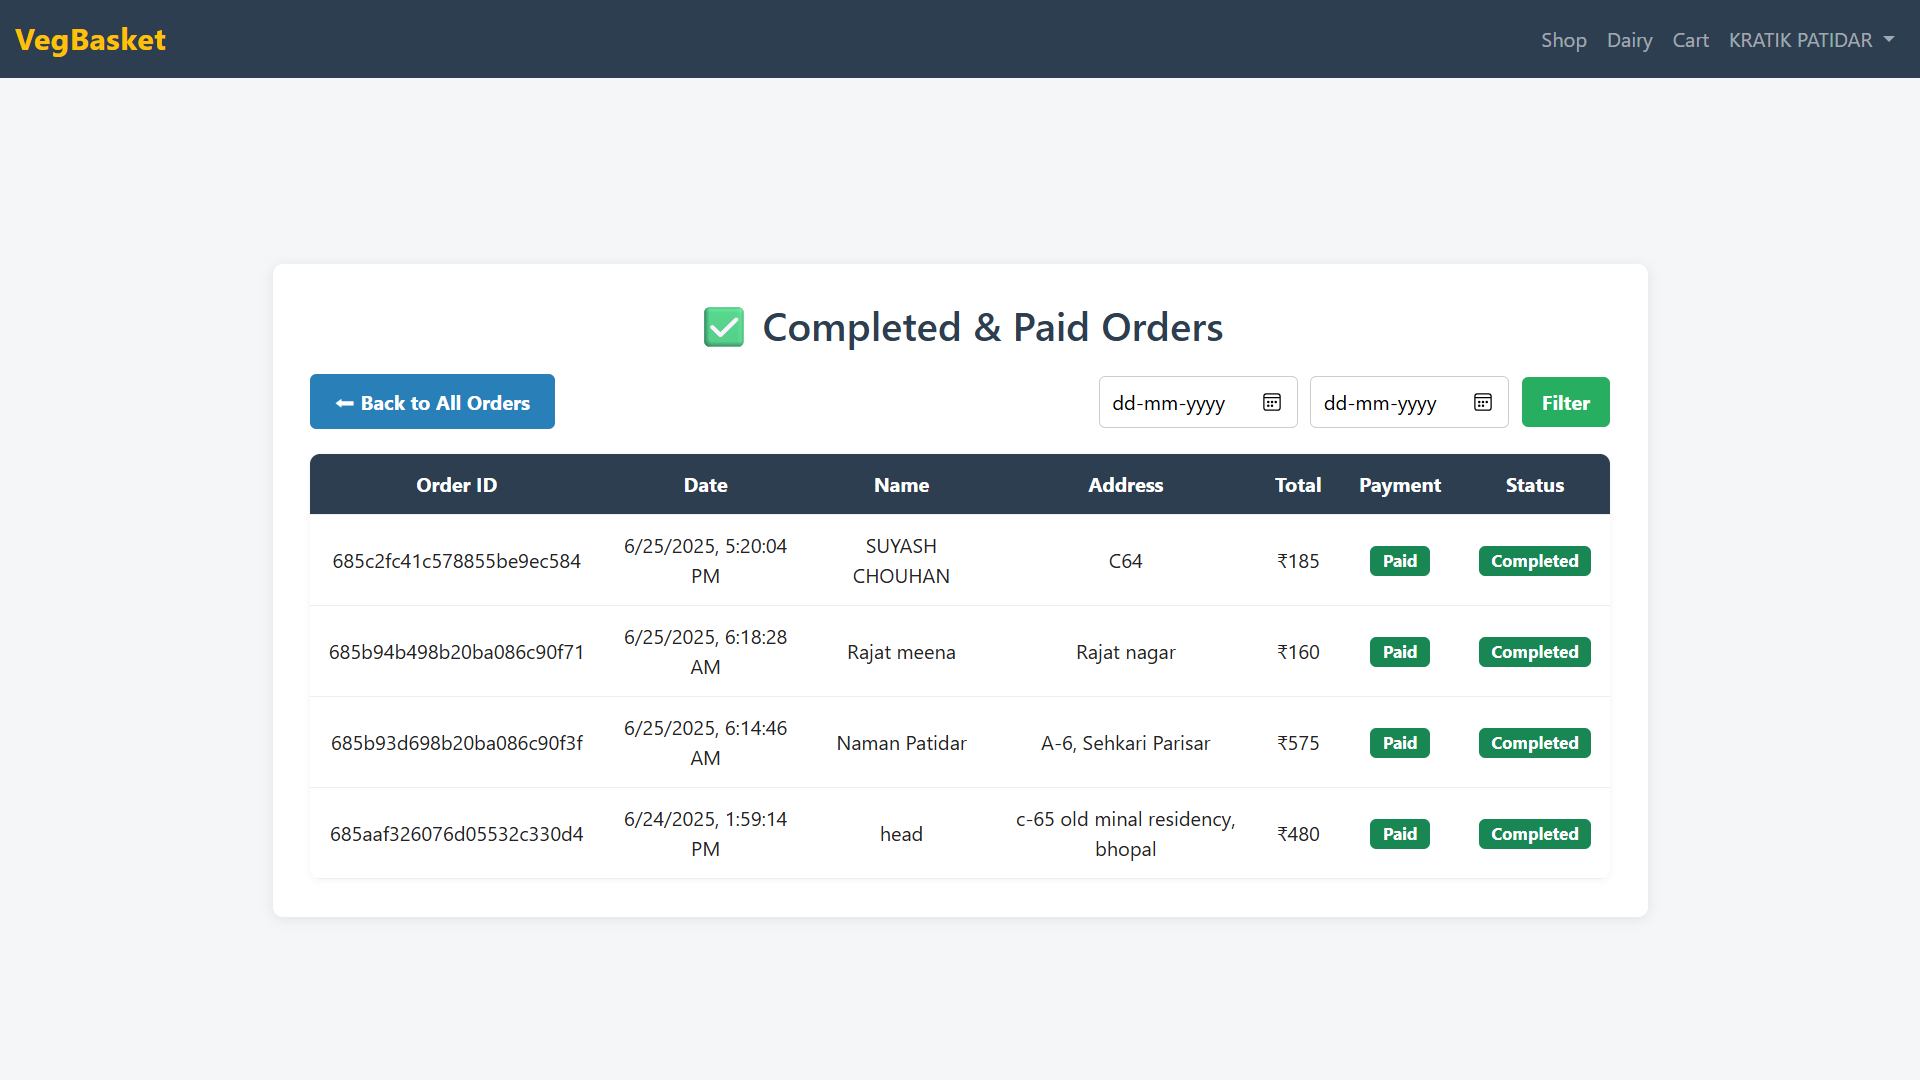 VegBasket
Shop Dairy Cart KRATIK PATIDAR
Completed & Paid Orders
⬅ Back to All Orders
dd-mm-yyyy dd-mm-yyyy Filter
Order ID Date Name Address Total Payment Status
685c2fc41c578855be9ec584 6/25/2025, 5:20:04 PM SUYASH CHOUHAN C64 ₹185 Paid Completed
685b94b498b20ba086c90f71 6/25/2025, 6:18:28 AM Rajat meena Rajat nagar ₹160 Paid Completed
685b93d698b20ba086c90f3f 6/25/2025, 6:14:46 AM Naman Patidar A-6, Sehkari Parisar ₹575 Paid Completed
685aaf326076d05532c330d4 6/24/2025, 1:59:14 PM head c-65 old minal residency, bhopal ₹480 Paid Completed